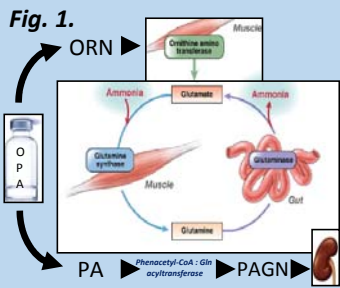 Fig. 1.
ORN
Muscle
Ornithine amino
transferase
Ammonia
Glutamate
Ammonia
O
P
A
Glutamine
synthase
Muscle
Glutaminase
Gut
Glutamine
PA
Phenacetyl-CoA : Gln
acyltransferase
PAGN